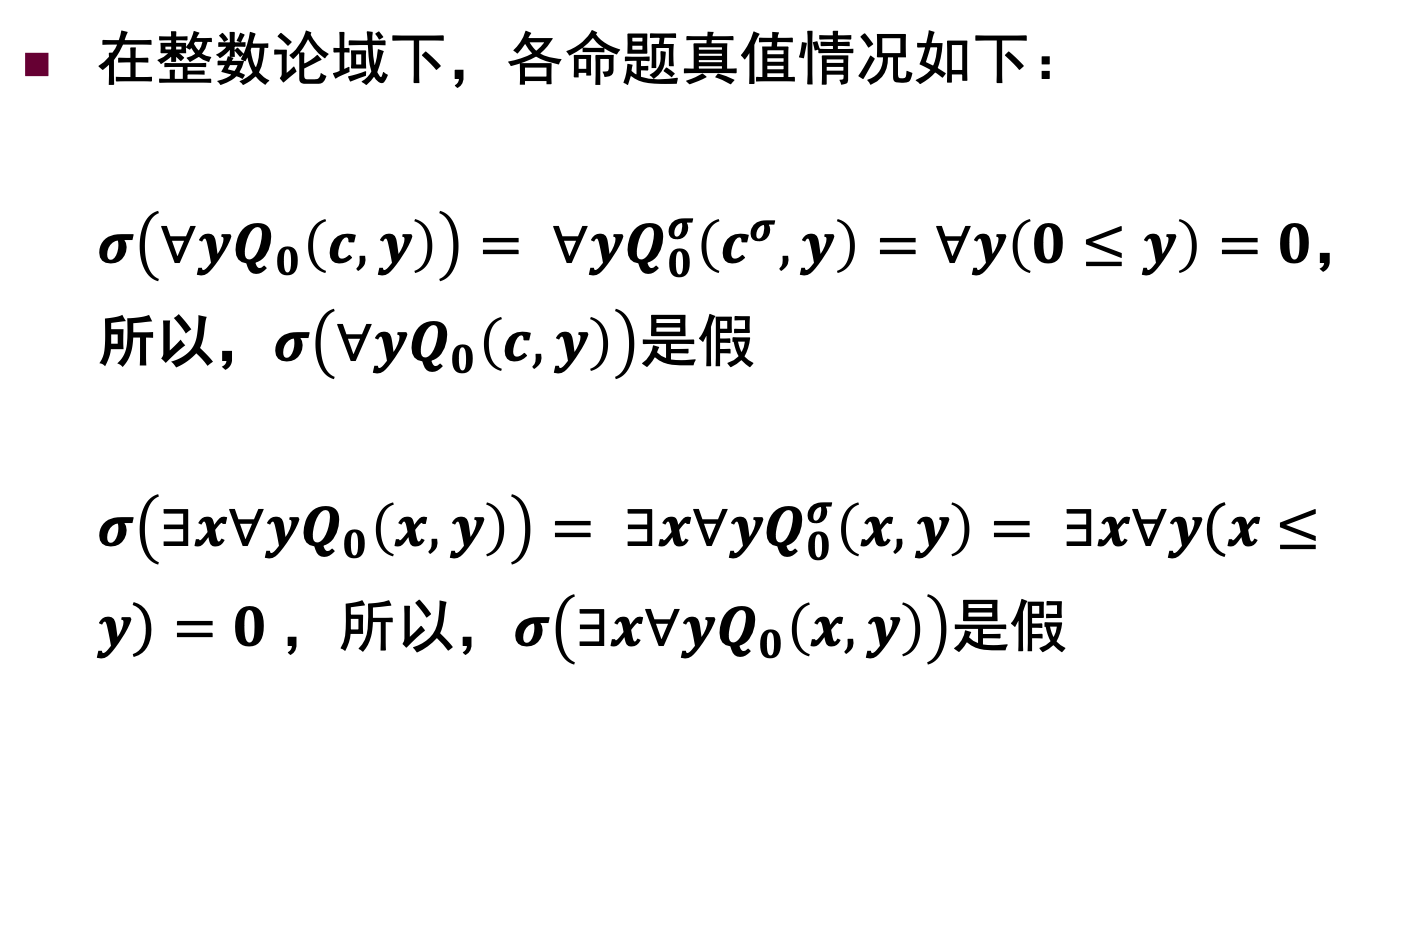 ■ 在整数论域下，各命题真值情况如下：
σ(∀yQ₀(c, y)) = ∀yQ₀^σ(c^σ, y) = ∀y(0 ≤ y) = 0，
所以，σ(∀yQ₀(c, y))是假
σ(∃x∀yQ₀(x, y)) = ∃x∀yQ₀^σ(x, y) = ∃x∀y(x ≤
y) = 0 ，所以，σ(∃x∀yQ₀(x, y))是假